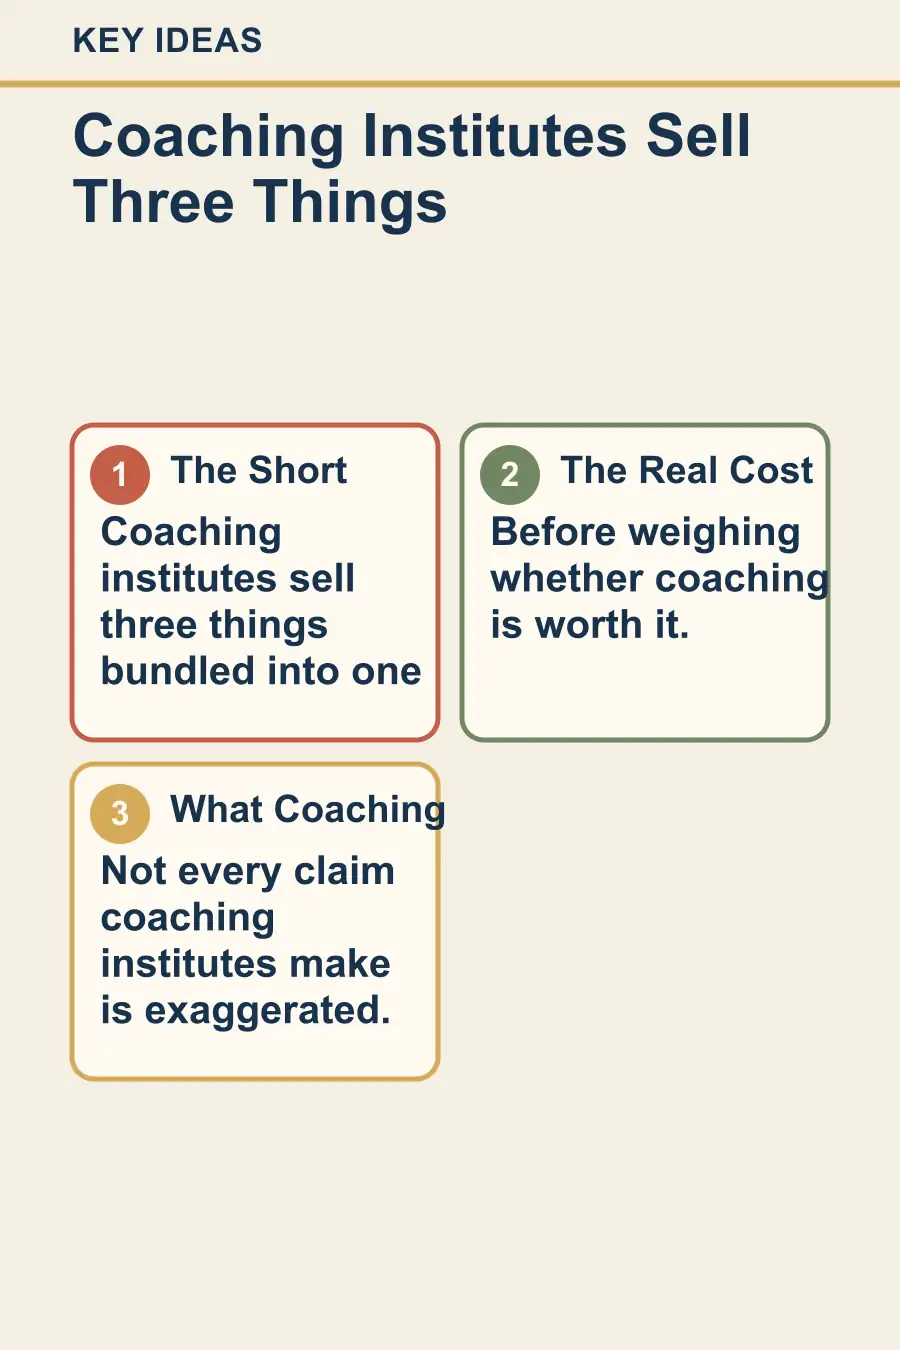 KEY IDEAS
Coaching Institutes Sell
Three Things
1 The Short
Coaching
institutes sell
three things
bundled into one
2 The Real Cost
Before weighing
whether coaching
is worth it.
3 What Coaching
Not every claim
coaching
institutes make
is exaggerated.